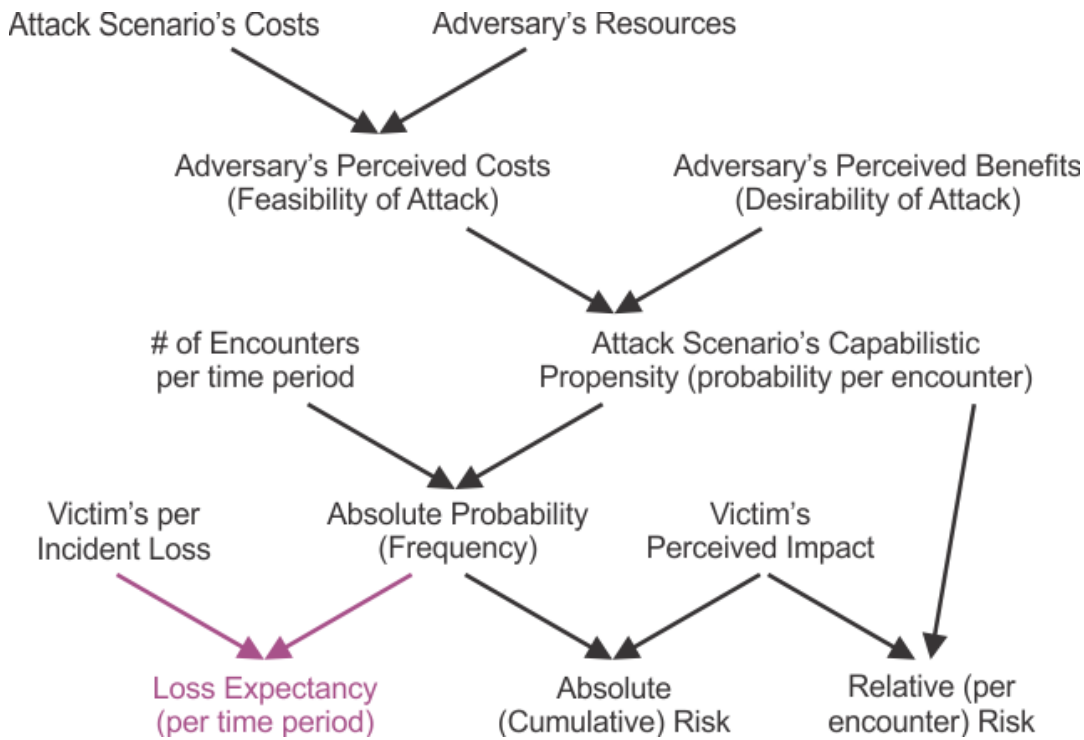 Attack Scenario's Costs
Adversary's Resources
Adversary's Perceived Costs
(Feasibility of Attack)
Adversary's Perceived Benefits
(Desirability of Attack)
# of Encounters
per time period
Attack Scenario's Capabilistic
Propensity (probability per encounter)
Victim's per
Incident Loss
Absolute Probability
(Frequency)
Victim's
Perceived Impact
Loss Expectancy
(per time period)
Absolute
(Cumulative) Risk
Relative (per
encounter) Risk